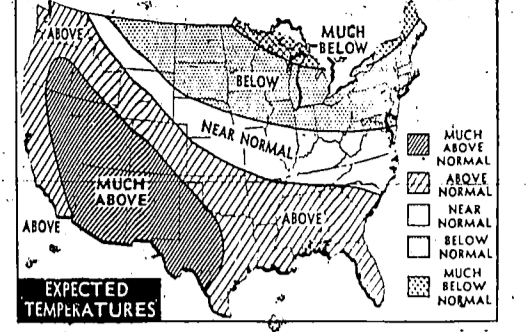 ABOVE
MUCH
BELOW
BELOW
NEAR NORMAL
MUCH
ABOVE
ABOVE
ABOVE
MUCH
ABOVE
NORMAL
ABOVE
NORMAL
NEAR
NORMAL
BELOW
NORMAL
MUCH
BELOW
NORMAL
EXPECTED
TEMPERATURES